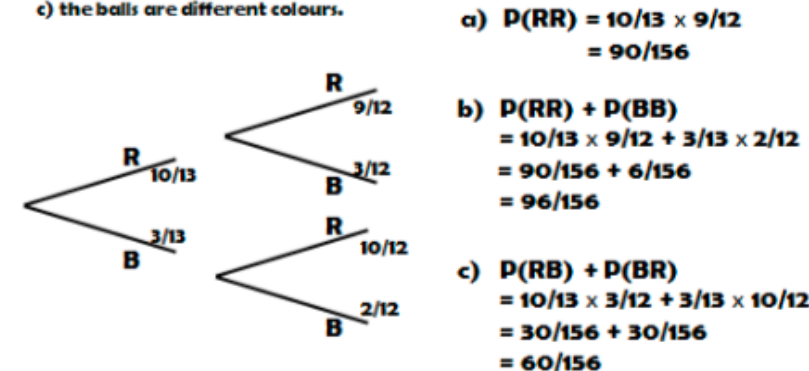 c) the balls are different colours.
R
10/13
3/13
B
R
9/12
3/12
B
R
10/12
2/12
B
a) P(RR) = 10/13 x 9/12
= 90/156
b) P(RR) + P(BB)
= 10/13 x 9/12 + 3/13 x 2/12
= 90/156 + 6/156
= 96/156
c) P(RB) + P(BR)
= 10/13 x 3/12 + 3/13 x 10/12
= 30/156 + 30/156
= 60/156